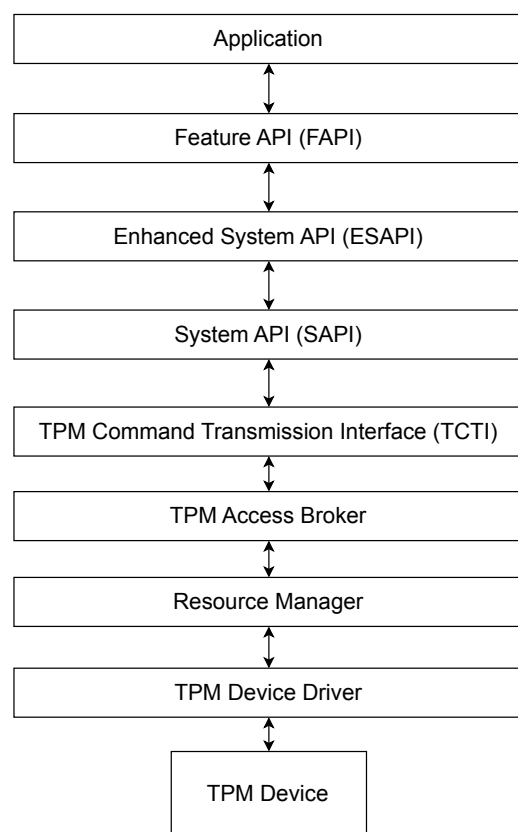 Application
Feature API (FAPI)
Enhanced System API (ESAPI)
System API (SAPI)
TPM Command Transmission Interface (TCTI)
TPM Access Broker
Resource Manager
TPM Device Driver
TPM Device